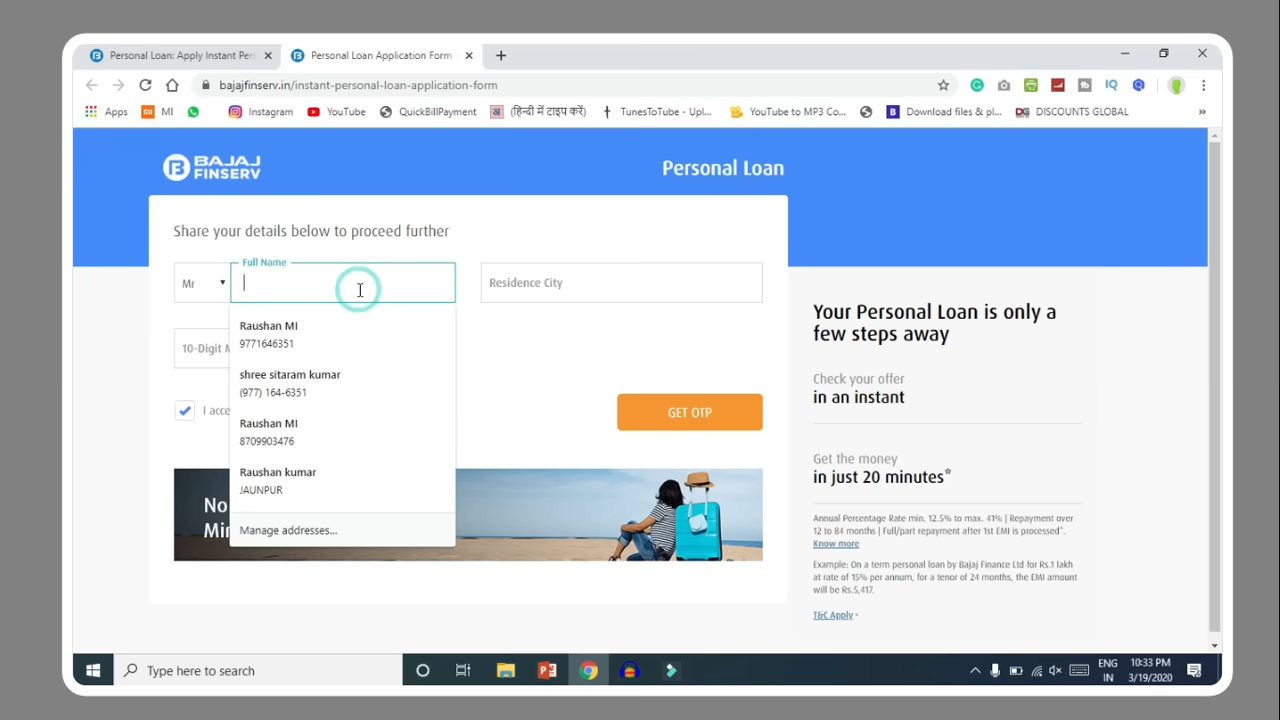 Personal Loan: Apply Instant Pers
Personal Loan Application Form
bajajfinserv.in/instant-personal-loan-application-form
IQ
Apps
MI
Instagram
YouTube
QuickBillPayment
अ
(हिन्दी में टाइप करें)
TunesToTube - Upl...
YouTube to MP3 Co...
B
Download files & pl...
DG
DISCOUNTS GLOBAL
BAJAJ
FINSERV
Personal Loan
Share your details below to proceed further
Mr
Full Name
Residence City
Raushan MI
9771646351
10-Digit M
shree sitaram kumar
(977) 164-6351
I acce
GET OTP
Raushan MI
8709903476
Raushan kumar
JAUNPUR
Manage addresses...
No
Mi
Your Personal Loan is only a
few steps away
Check your offer
in an instant
Get the money
in just 20 minutes*
Annual Percentage Rate min. 12.5% to max. 41% | Repayment over
12 to 84 months | Full/part repayment after 1st EMI is processed*.
Know more
Example: On a term personal loan by Bajaj Finance Ltd for Rs.1 lakh
at rate of 15% per annum, for a tenor of 24 months, the EMI amount
will be Rs.5,417.
T&C Apply
Type here to search
ENG
IN
10:33 PM
3/19/2020